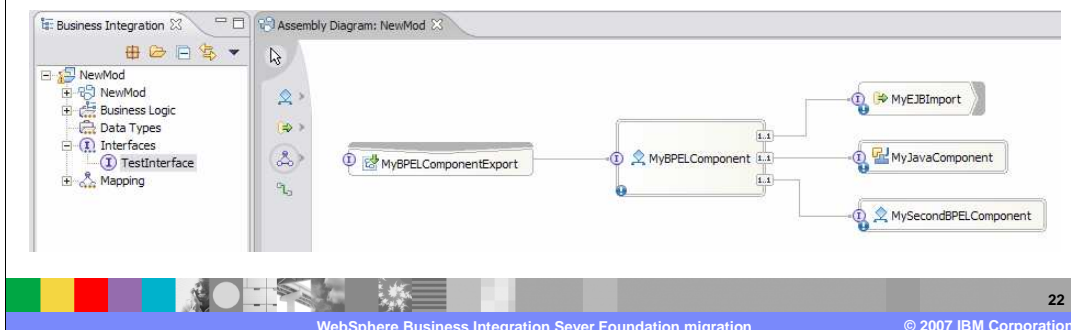 Business Integration
Assembly Diagram: NewMod
NewMod
NewMod
Business Logic
Data Types
Interfaces
I TestInterface
Mapping
I MyBPELComponentExport
I MyBPELComponent
1..1
1..1
1..1
I MyEJBImport
I MyJavaComponent
I MySecondBPELComponent
22
WebSphere Business Integration Sever Foundation migration
© 2007 IBM Corporation